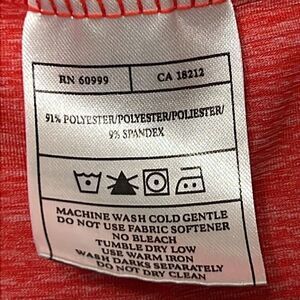 RN 60999 CA 18212
91% POLYESTER/POLYESTER/POLIESTER/
9% SPANDEX
MACHINE WASH COLD GENTLE
DO NOT USE FABRIC SOFTENER
NO BLEACH
TUMBLE DRY LOW
USE WARM IRON
WASH DARKS SEPARATELY
DO NOT DRY CLEAN